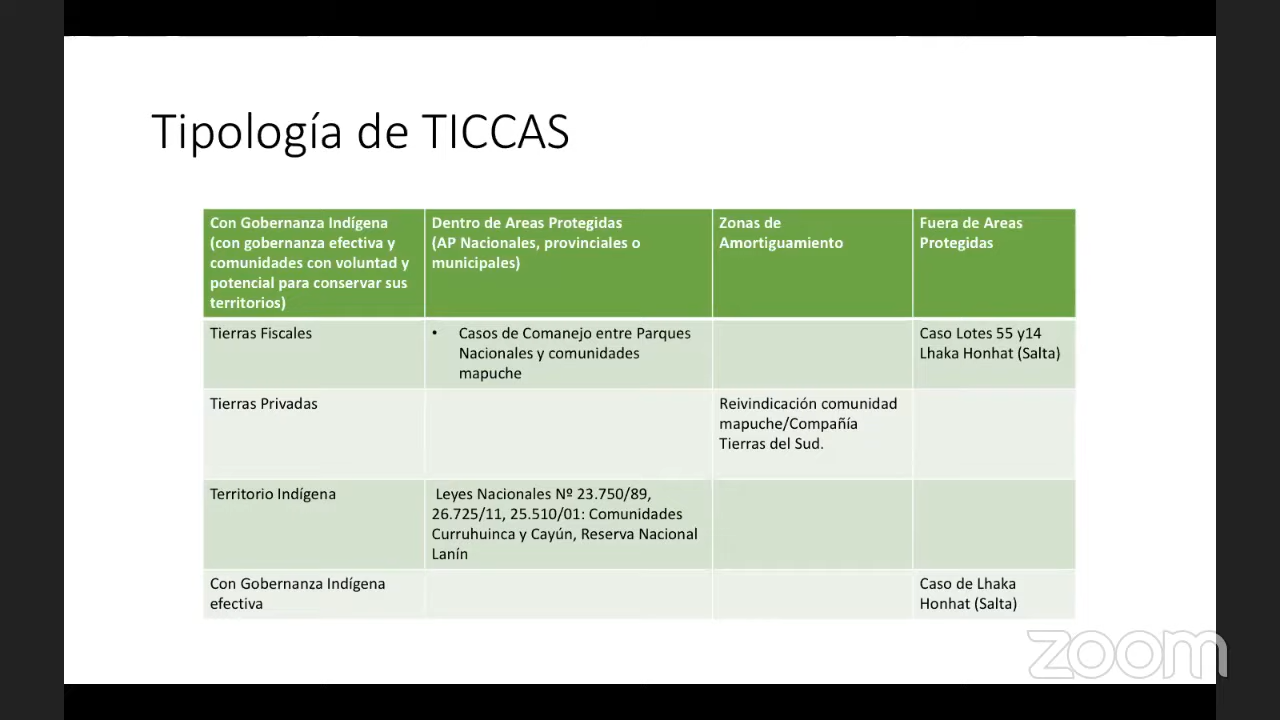 Tipología de TICCAS
Con Gobernanza Indígena
(con gobernanza efectiva y
comunidades con voluntad y
potencial para conservar sus
territorios)
Dentro de Areas Protegidas
(AP Nacionales, provinciales o
municipales)
Zonas de
Amortiguamiento
Fuera de Areas
Protegidas
Tierras Fiscales
• Casos de Comanejo entre Parques
Nacionales y comunidades
mapuche
Caso Lotes 55 y14
Lhaka Honhat (Salta)
Tierras Privadas
Reivindicación comunidad
mapuche/Compañía
Tierras del Sud.
Territorio Indígena
Leyes Nacionales Nº 23.750/89,
26.725/11, 25.510/01: Comunidades
Curruhuinca y Cayún, Reserva Nacional
Lanín
Con Gobernanza Indígena
efectiva
Caso de Lhaka
Honhat (Salta)
zoom